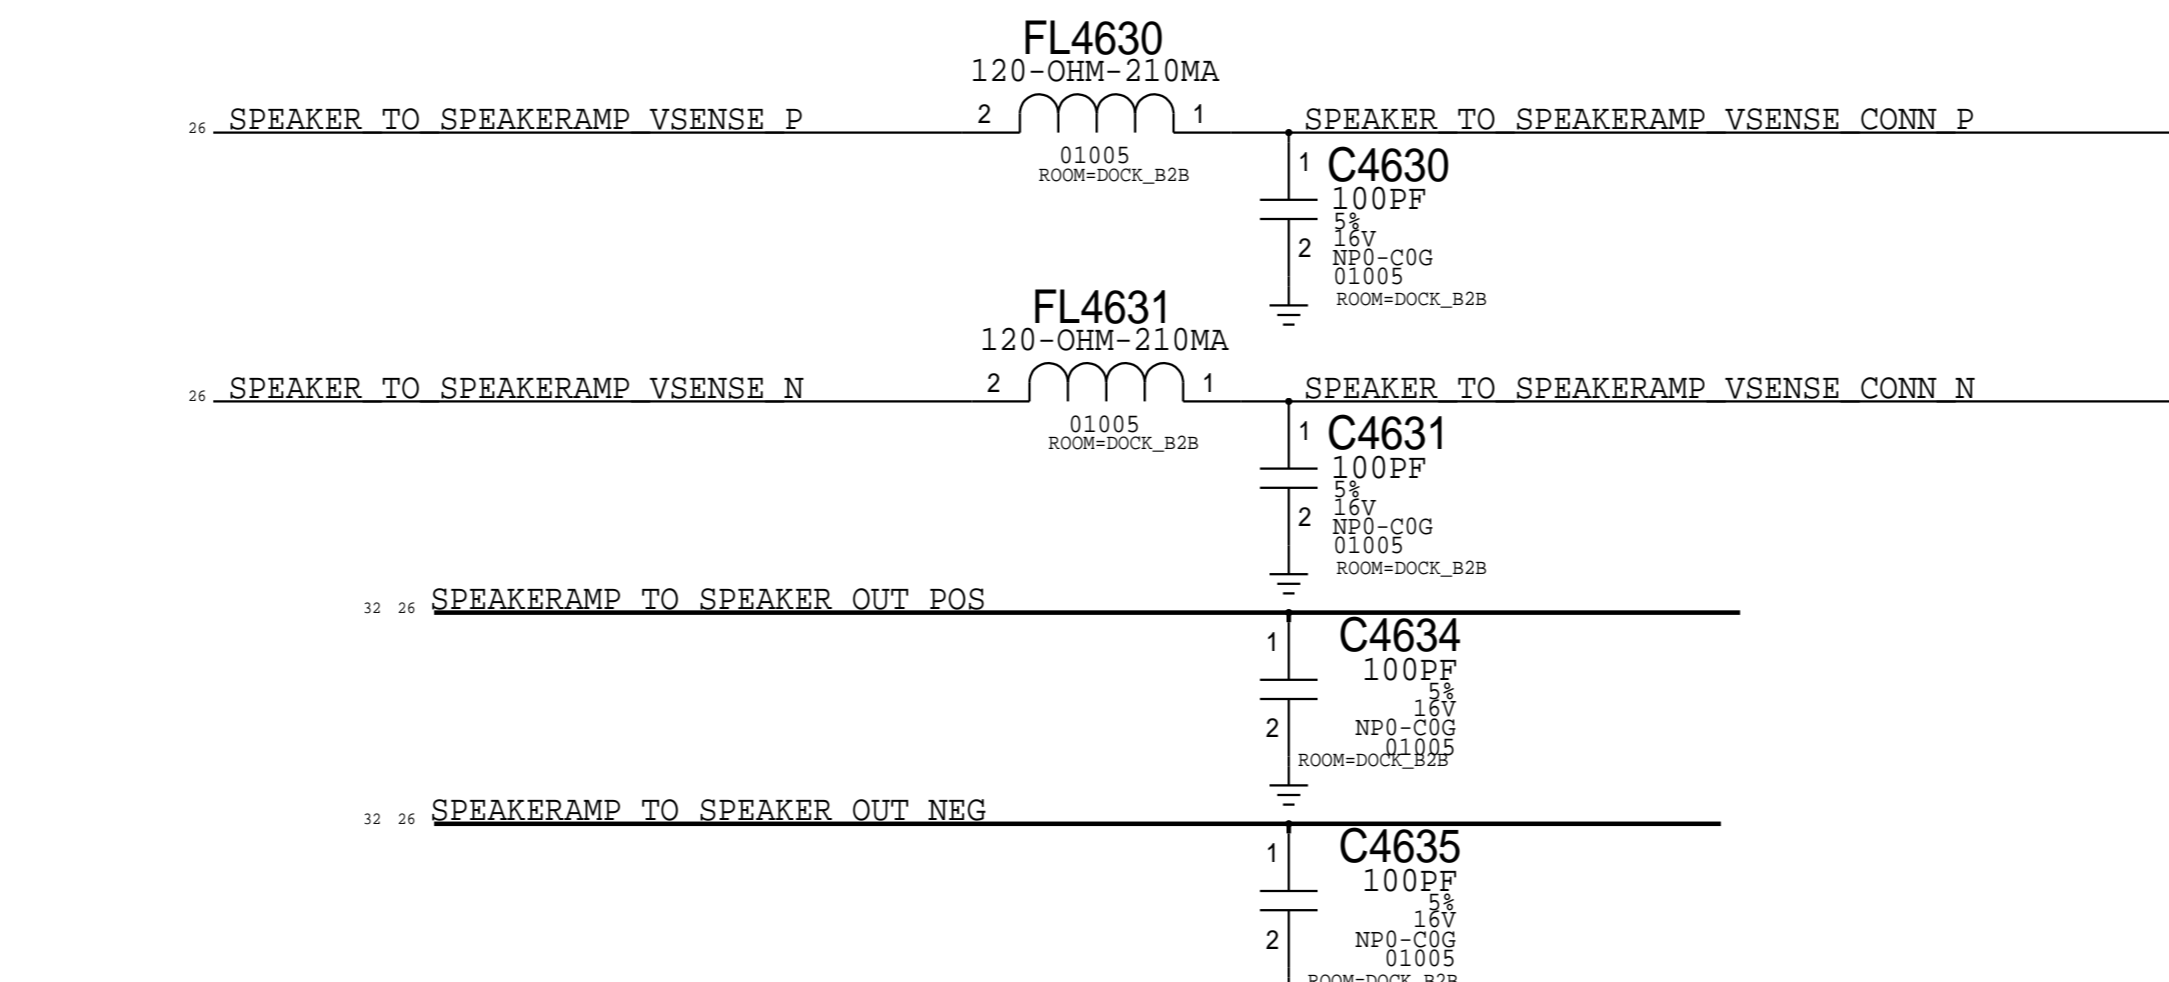 FL4630
120-OHM-210MA
26 SPEAKER_TO_SPEAKERAMP_VSENSE_P 2 1 SPEAKER_TO_SPEAKERAMP_VSENSE_CONN_P
01005
ROOM=DOCK_B2B
1 C4630
100PF
5%
16V
2 NP0-C0G
01005
ROOM=DOCK_B2B
FL4631
120-OHM-210MA
26 SPEAKER_TO_SPEAKERAMP_VSENSE_N 2 1 SPEAKER_TO_SPEAKERAMP_VSENSE_CONN_N
01005
ROOM=DOCK_B2B
1 C4631
100PF
5%
16V
2 NP0-C0G
01005
ROOM=DOCK_B2B
32 26 SPEAKERAMP_TO_SPEAKER_OUT_POS
1 C4634
100PF
5%
16V
2 NP0-C0G
01005
ROOM=DOCK_B2B
32 26 SPEAKERAMP_TO_SPEAKER_OUT_NEG
1 C4635
100PF
5%
16V
2 NP0-C0G
01005
ROOM=DOCK_B2B